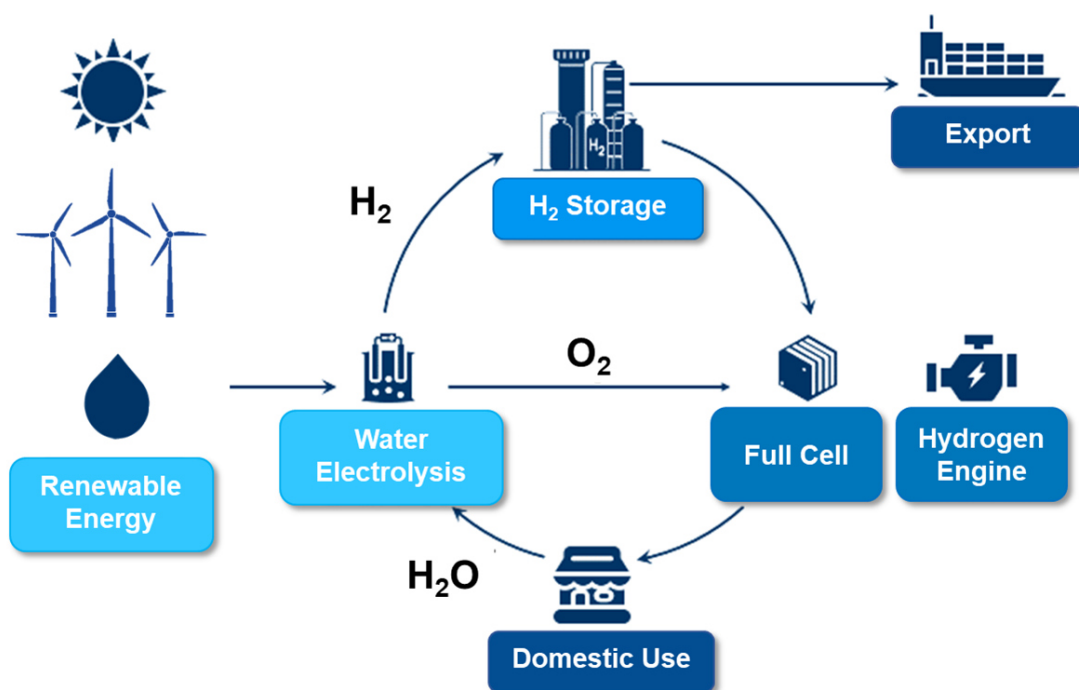 Export
H₂
H₂
H₂ Storage
O₂
Water
Electrolysis
Full Cell
Hydrogen
Engine
Renewable
Energy
H₂O
Domestic Use